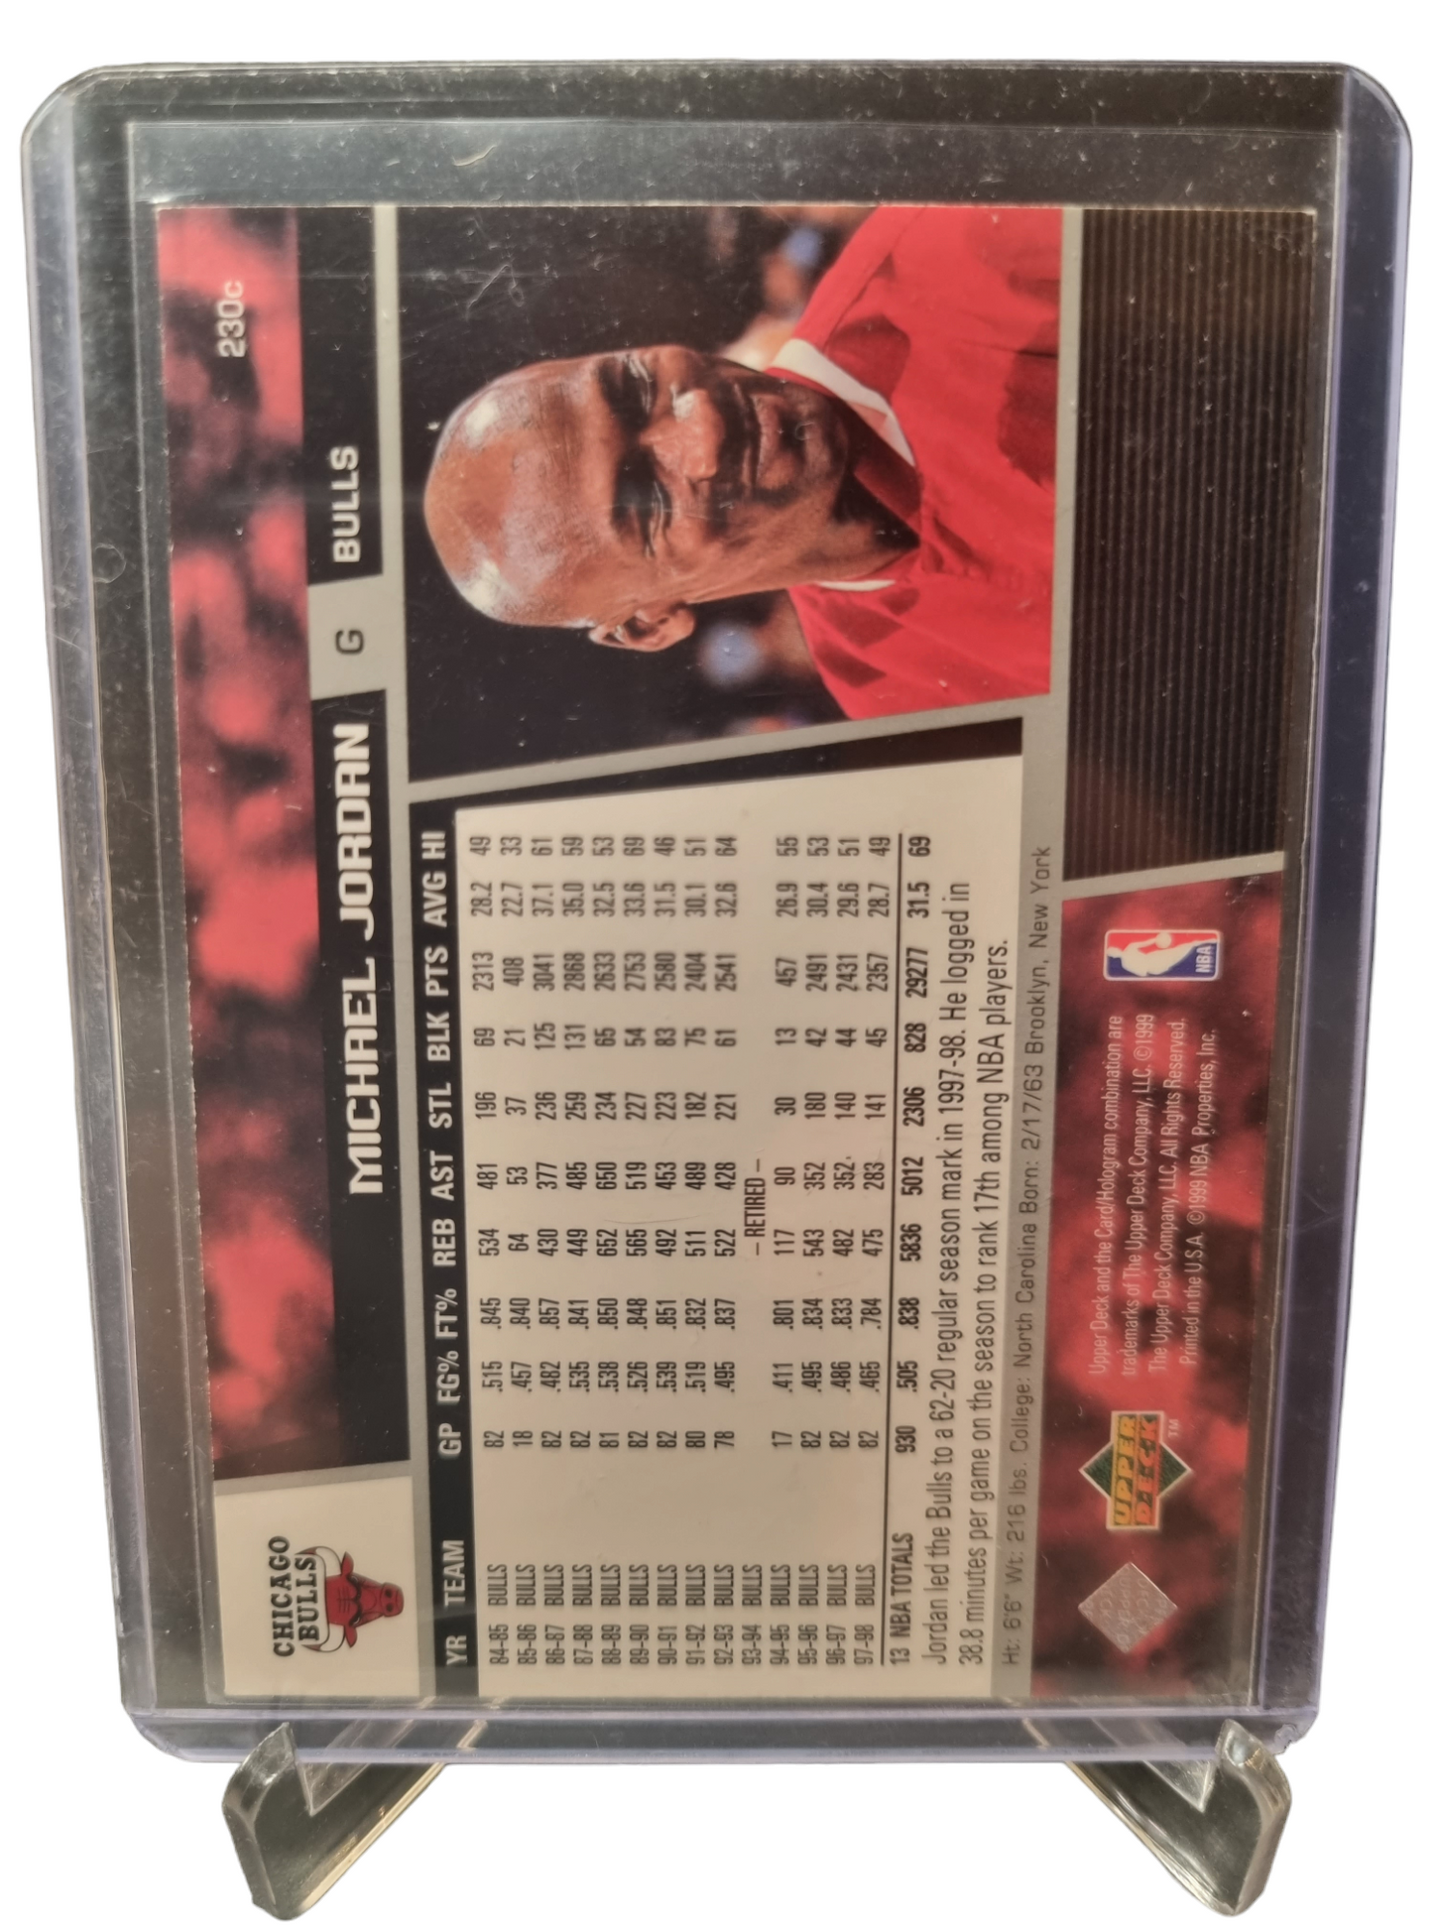 230c
CHICAGO
BULLS
MICHAEL JORDAN G BULLS
YR TEAM GP FG% FT% REB AST STL BLK PTS AVG HI
84-85 BULLS 82 .515 .845 534 481 196 69 2313 28.2 49
85-86 BULLS 18 .457 .840 64 53 37 21 408 22.7 33
86-87 BULLS 82 .482 .857 430 377 236 125 3041 37.1 61
87-88 BULLS 82 .535 .841 449 485 259 131 2868 35.0 59
88-89 BULLS 81 .538 .850 652 650 234 65 2633 32.5 53
89-90 BULLS 82 .526 .848 565 519 227 54 2753 33.6 69
90-91 BULLS 82 .539 .851 492 453 223 83 2580 31.5 46
91-92 BULLS 80 .519 .832 511 489 182 75 2404 30.1 51
92-93 BULLS 78 .495 .837 522 428 221 61 2541 32.6 64
93-94 BULLS – RETIRED –
94-95 BULLS 17 .411 .801 117 90 30 13 457 26.9 55
95-96 BULLS 82 .495 .834 543 352 180 42 2491 30.4 53
96-97 BULLS 82 .486 .833 482 352 140 44 2431 29.6 51
97-98 BULLS 82 .465 .784 475 283 141 45 2357 28.7 49
13 NBA TOTALS 930 .505 .838 5836 5012 2306 828 29277 31.5 69
Jordan led the Bulls to a 62-20 regular season mark in 1997-98. He logged in
38.8 minutes per game on the season to rank 17th among NBA players.
Ht: 6'6" Wt: 216 lbs. College: North Carolina Born: 2/17/63 Brooklyn, New York
UPPER
DECK
TM
Upper Deck and the Card/Hologram combination are
trademarks of The Upper Deck Company, LLC. ©1999
The Upper Deck Company, LLC. All Rights Reserved.
Printed in the U.S.A. ©1999 NBA Properties, Inc.
NBA